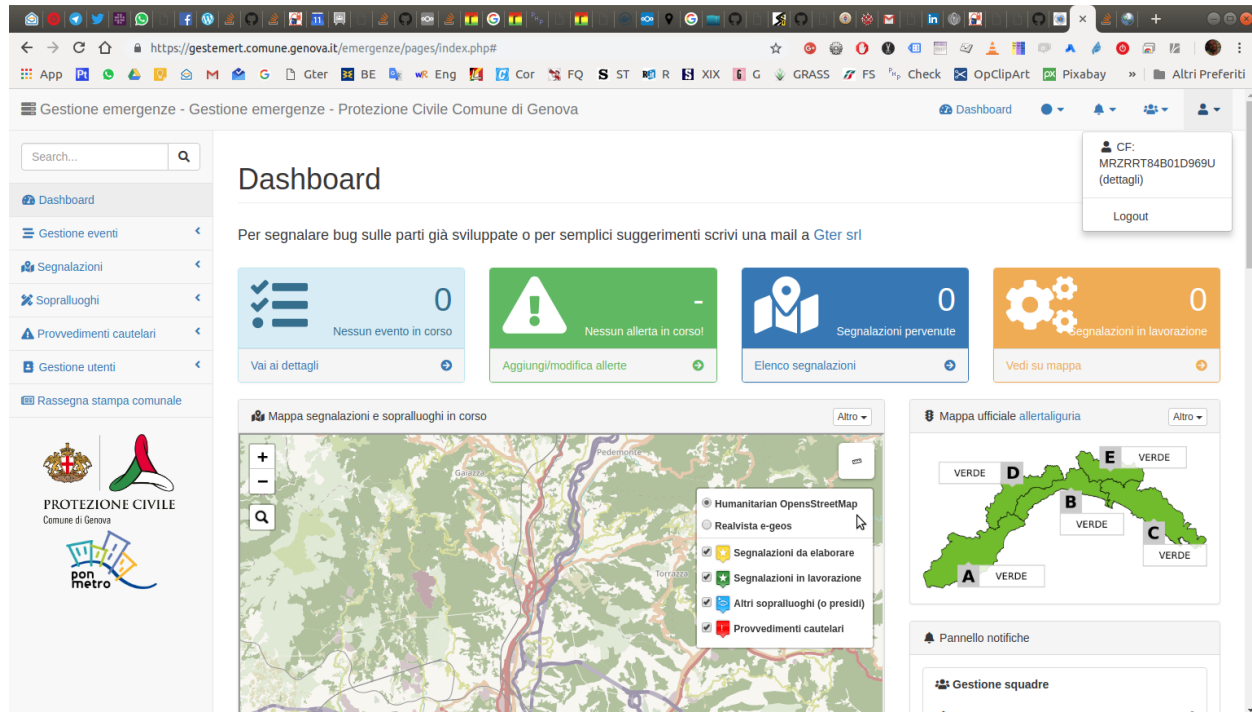 https://gestemert.comune.genova.it/emergenze/pages/index.php#
App
Gter
BE
Eng
Cor
FQ
ST
R
XIX
G
GRASS
FS
Check
OpClipArt
Pixabay
»
Altri Preferiti
Gestione emergenze - Gestione emergenze - Protezione Civile Comune di Genova
Dashboard
CF:
MRZRRT84B01D969U
(dettagli)
Logout
Search...
Dashboard
Gestione eventi
Segnalazioni
Sopralluoghi
Provvedimenti cautelari
Gestione utenti
Rassegna stampa comunale
PROTEZIONE CIVILE
Comune di Genova
pon
metro
Dashboard
Per segnalare bug sulle parti già sviluppate o per semplici suggerimenti scrivi una mail a Gter srl
0
Nessun evento in corso
Vai ai dettagli
-
Nessun allerta in corso!
Aggiungi/modifica allerte
0
Segnalazioni pervenute
Elenco segnalazioni
0
Segnalazioni in lavorazione
Vedi su mappa
Mappa segnalazioni e sopralluoghi in corso
Altro
+
−
Pedemonte
Gaiazza
Torrazza
Humanitarian OpensStreetMap
Realvista e-geos
Segnalazioni da elaborare
Segnalazioni in lavorazione
Altri sopralluoghi (o presidi)
Provvedimenti cautelari
Mappa ufficiale allertaliguria
Altro
VERDE D
E VERDE
B
VERDE
C
VERDE
A VERDE
Pannello notifiche
Gestione squadre